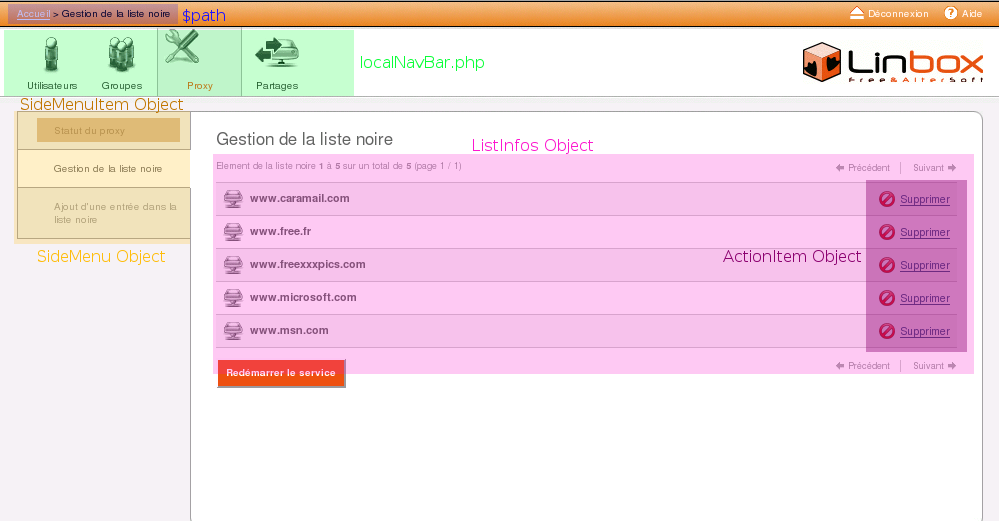 Accueil > Gestion de la liste noire
$path
Déconnexion
Aide
Utilisateurs
Groupes
Proxy
Partages
localNavBar.php
Linbox
Free&AlterSoft
SideMenuItem Object
Statut du proxy
Gestion de la liste noire
Ajout d'une entrée dans la
liste noire
SideMenu Object
Gestion de la liste noire
ListInfos Object
Element de la liste noire 1 à 5 sur un total de 5 (page 1 / 1)
Précédent
Suivant
www.caramail.com
Supprimer
www.free.fr
Supprimer
ActionItem Object
www.freexxxpics.com
Supprimer
www.microsoft.com
Supprimer
www.msn.com
Supprimer
Précédent
Suivant
Redémarrer le service